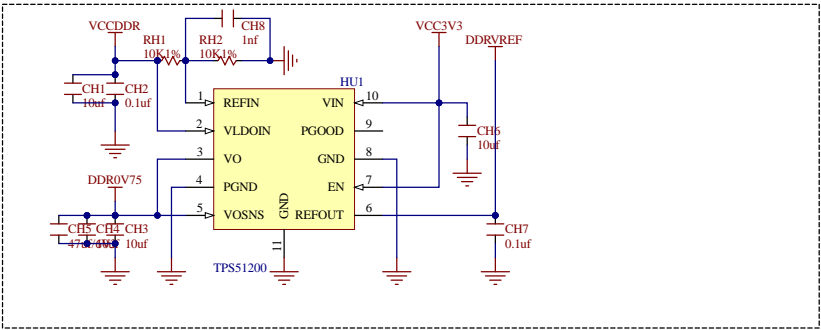 VCCDDR
CH8
1nf
VCC3V3
DDRVREF
RH1
10K1%
RH2
10K1%
HU1
CH1
10uf
CH2
0.1uf
1
REFIN
VIN
10
2
VLDOIN
PGOOD
9
CH6
10uf
3
VO
GND
8
4
PGND
EN
7
DDR0V75
5
VOSNS
GND
REFOUT
6
CH5
47uf
CH4
CH3
10uf
CH7
0.1uf
11
TPS51200